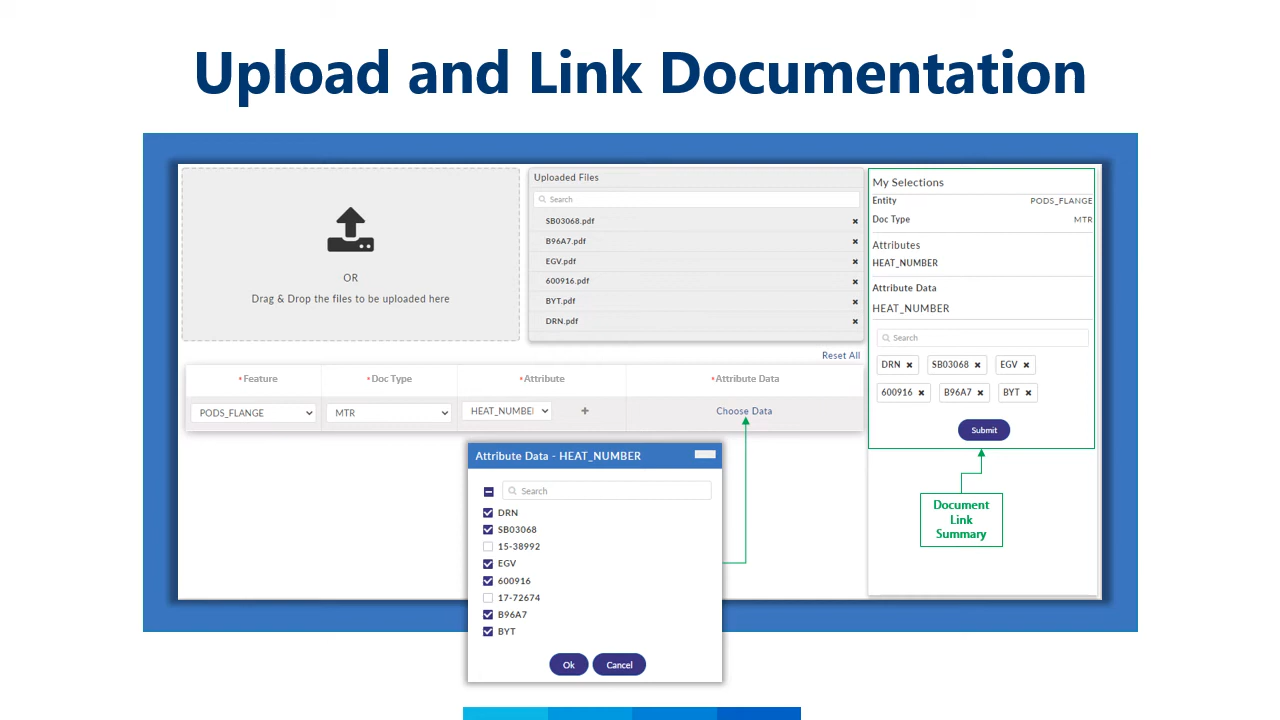 Upload and Link Documentation
OR
Drag & Drop the files to be uploaded here
Uploaded Files
Search
SB03068.pdf
B96A7.pdf
EGV.pdf
600916.pdf
BYT.pdf
DRN.pdf
Reset All
*Feature *Doc Type *Attribute *Attribute Data
PODS_FLANGE MTR HEAT_NUMBER + Choose Data
Attribute Data - HEAT_NUMBER
Search
DRN
SB03068
15-38992
EGV
600916
17-72674
B96A7
BYT
Ok Cancel
My Selections
Entity PODS_FLANGE
Doc Type MTR
Attributes
HEAT_NUMBER
Attribute Data
HEAT_NUMBER
Search
DRN × SB03068 × EGV ×
600916 × B96A7 × BYT ×
Submit
Document
Link
Summary